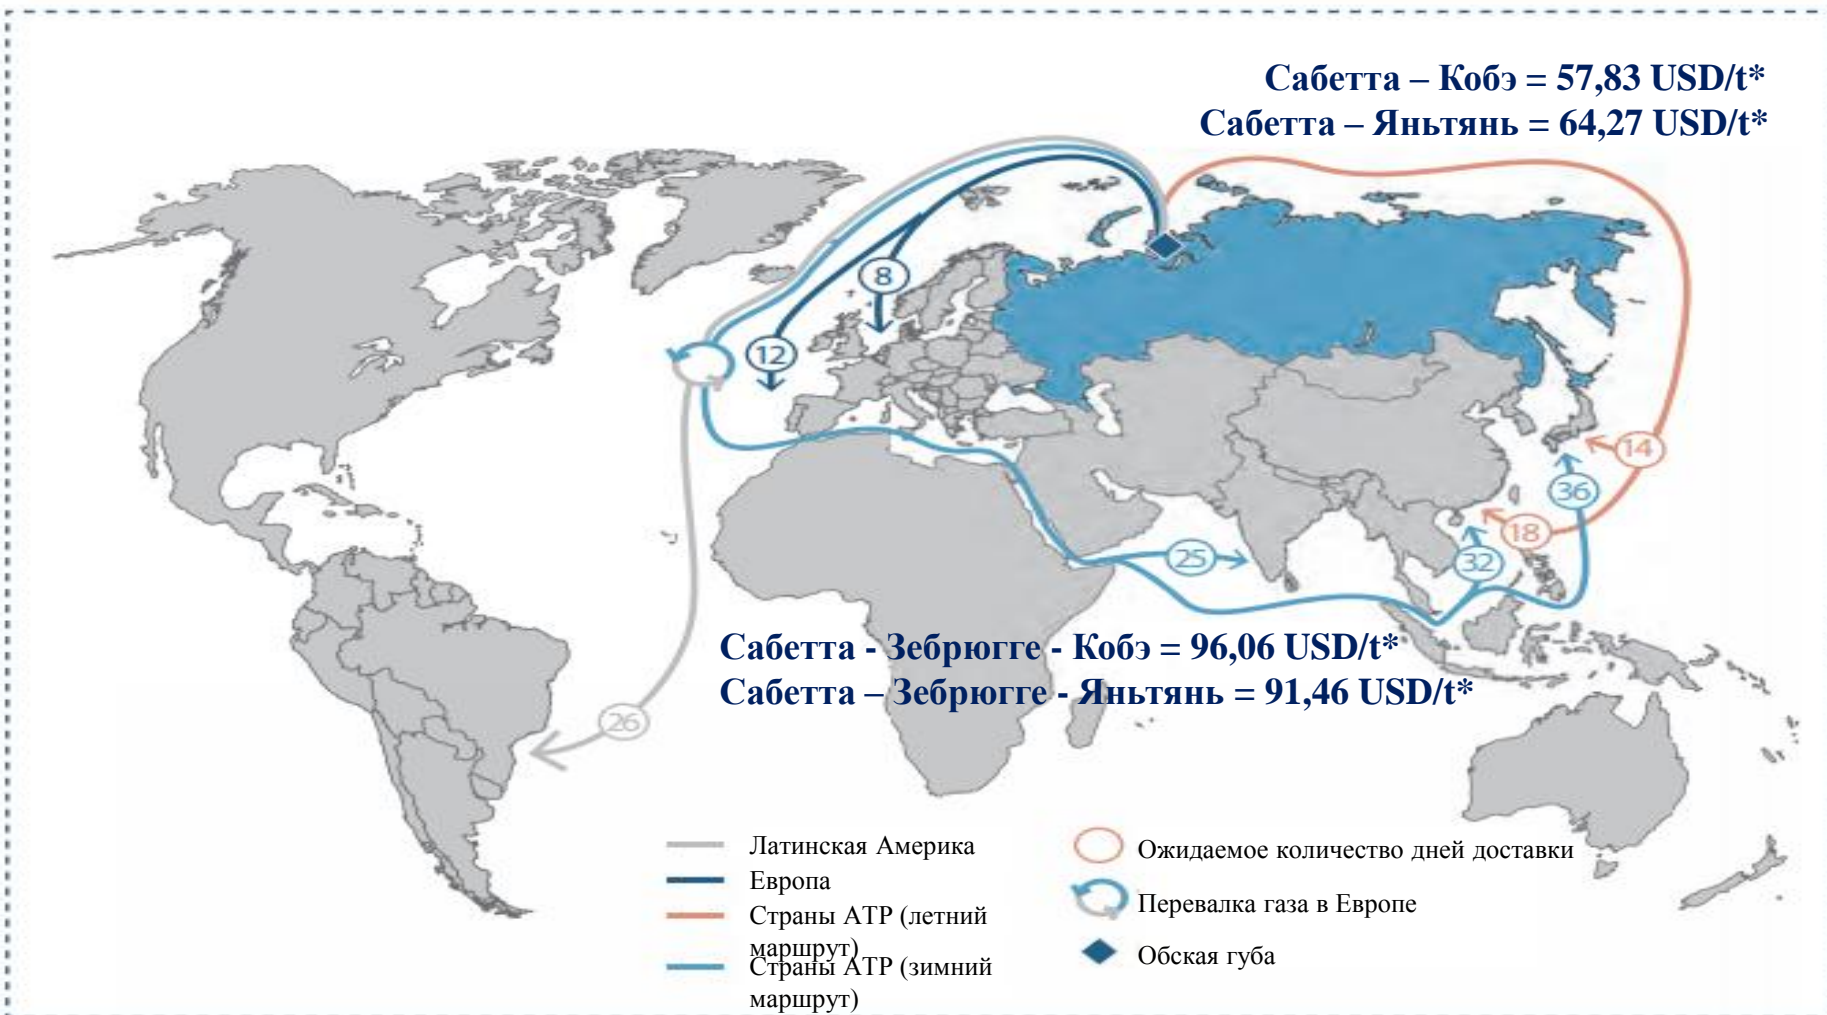 Сабетта – Кобэ = 57,83 USD/t*
Сабетта – Яньтянь = 64,27 USD/t*
8
12
14
36
18
25
32
Сабетта - Зебрюгге - Кобэ = 96,06 USD/t*
Сабетта – Зебрюгге - Яньтянь = 91,46 USD/t*
26
Латинская Америка
Европа
Страны АТР (летний
маршрут)
Страны АТР (зимний
маршрут)
Ожидаемое количество дней доставки
Перевалка газа в Европе
Обская губа